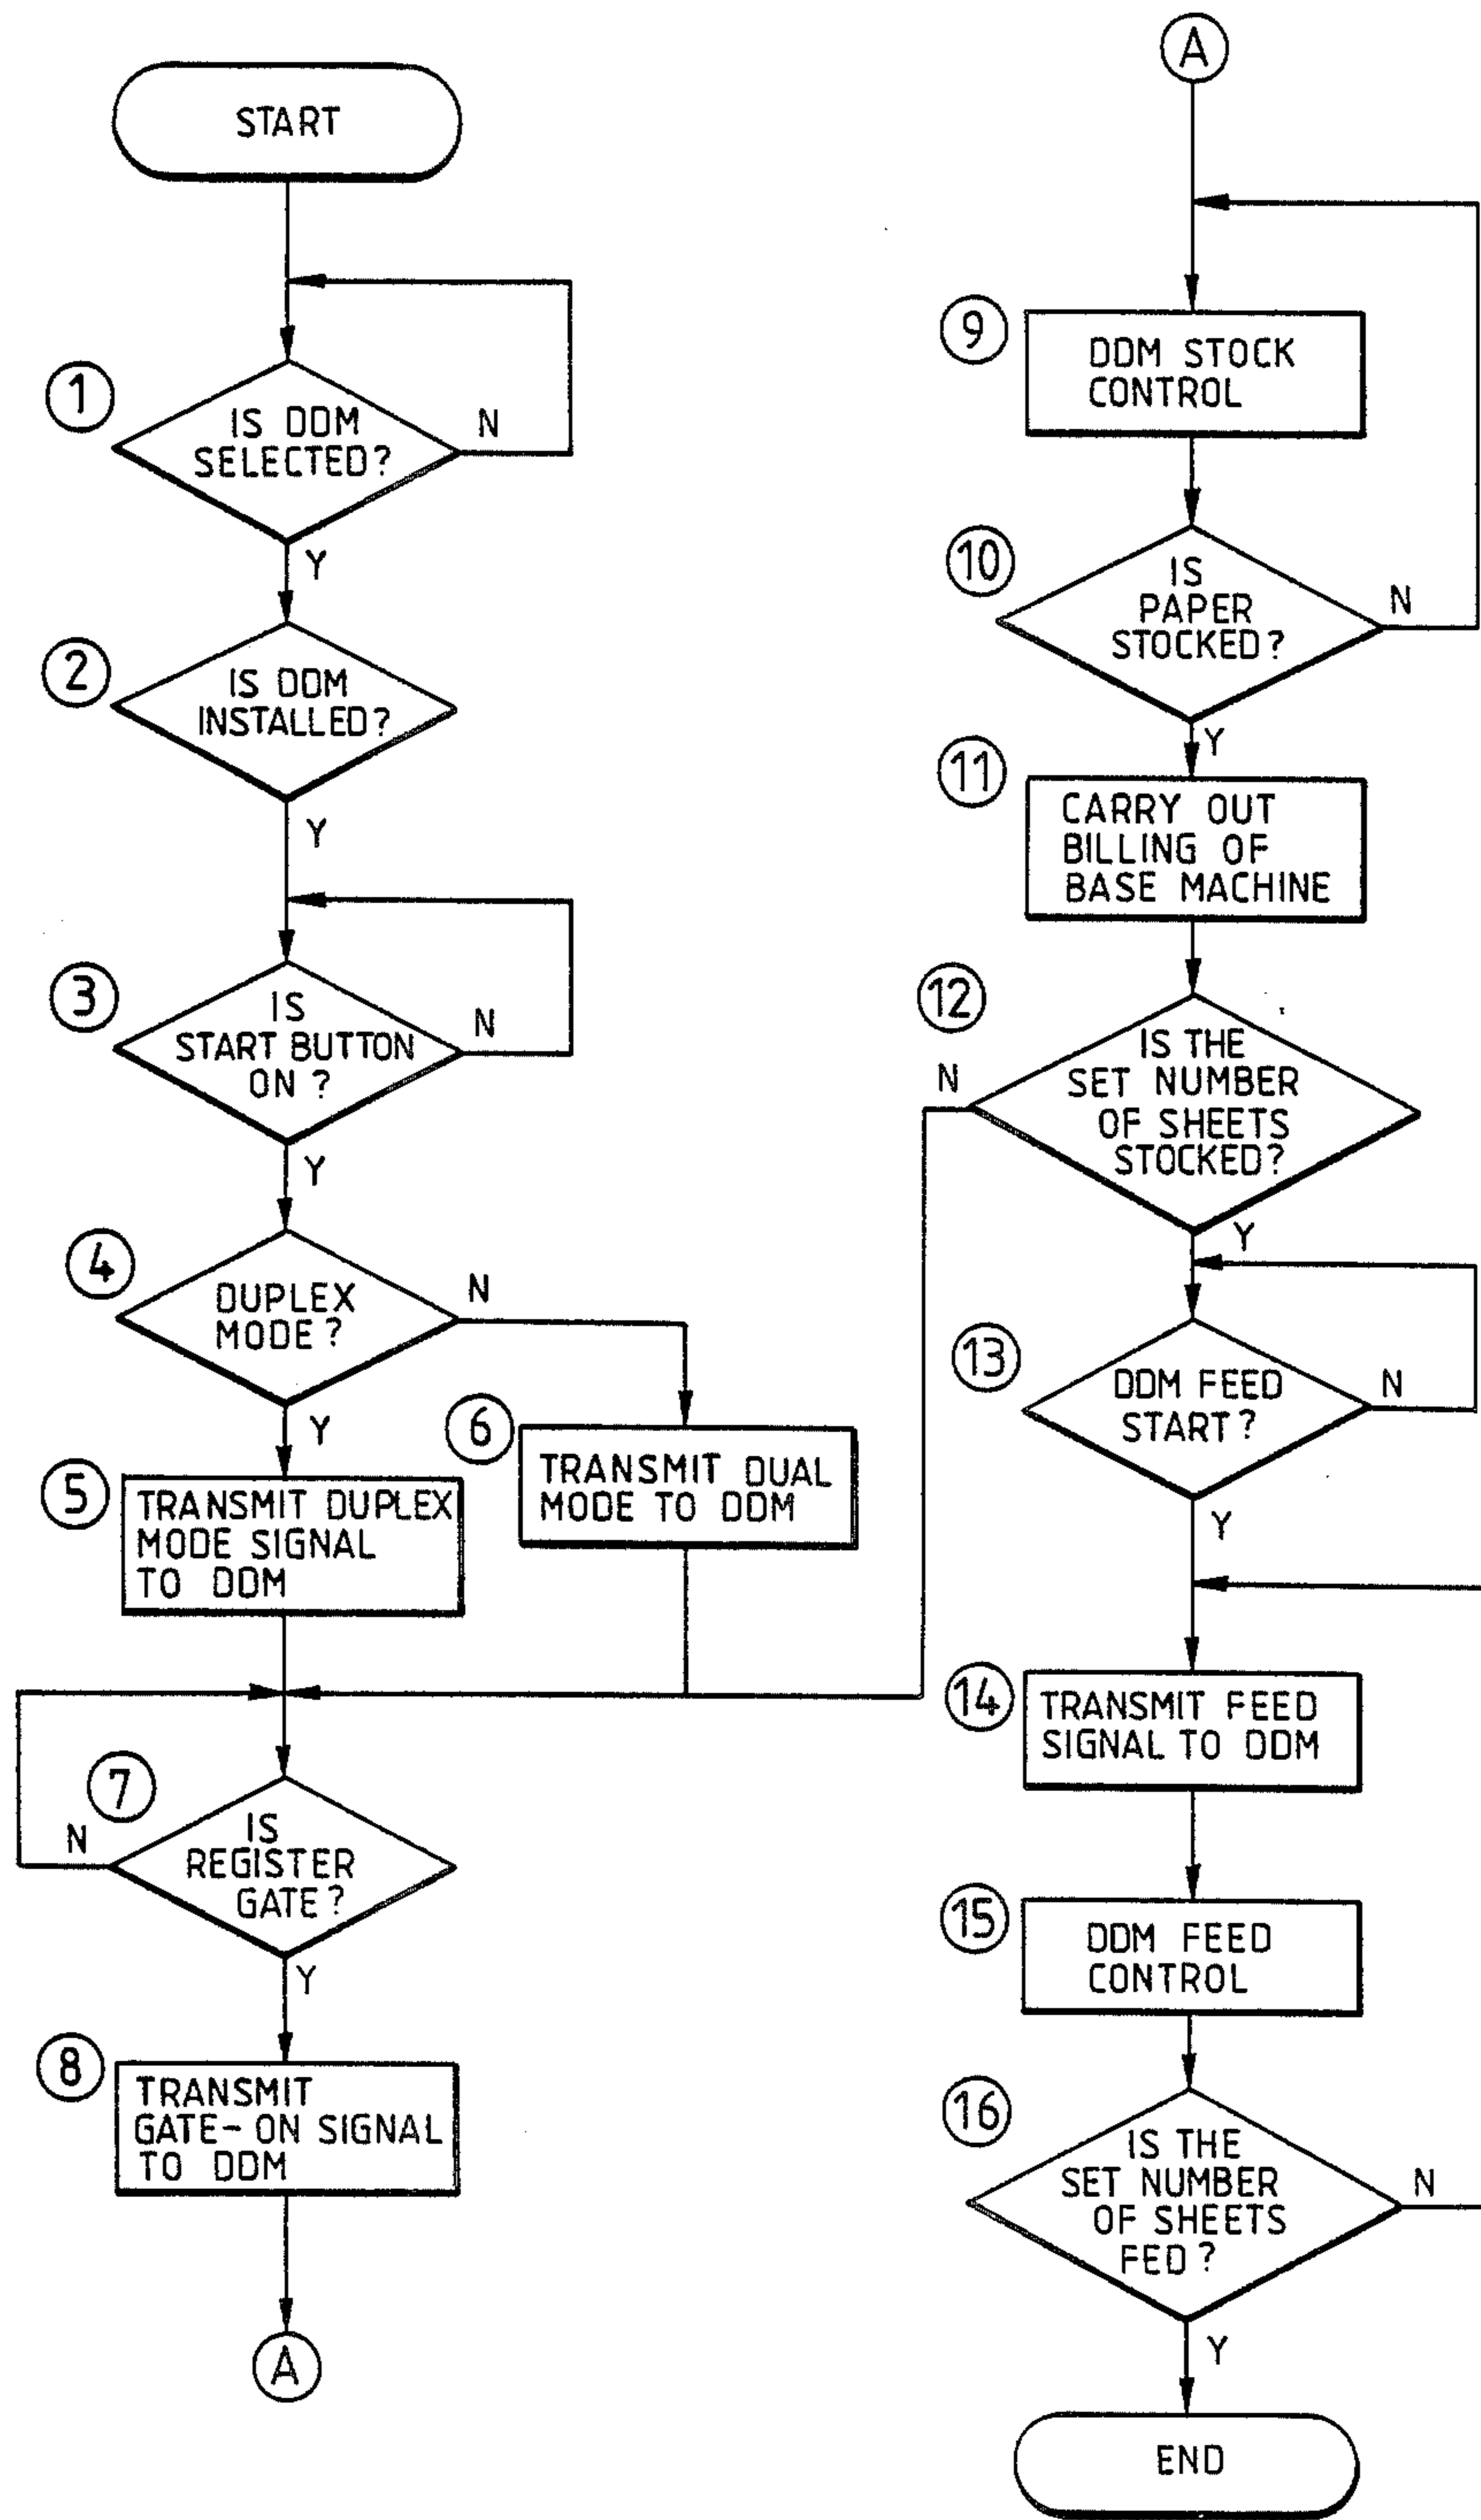 START
1
IS DDM
SELECTED?
N
Y
2
IS DDM
INSTALLED?
Y
3
IS
START BUTTON
ON?
N
Y
4
DUPLEX
MODE?
N
Y
5
TRANSMIT DUPLEX
MODE SIGNAL
TO DDM
6
TRANSMIT DUAL
MODE TO DDM
7
IS
REGISTER
GATE?
N
Y
8
TRANSMIT
GATE-ON SIGNAL
TO DDM
A
A
9
DDM STOCK
CONTROL
10
IS
PAPER
STOCKED?
N
Y
11
CARRY OUT
BILLING OF
BASE MACHINE
12
IS THE
SET NUMBER
OF SHEETS
STOCKED?
N
Y
13
DDM FEED
START?
N
Y
14
TRANSMIT FEED
SIGNAL TO DDM
15
DDM FEED
CONTROL
16
IS THE
SET NUMBER
OF SHEETS
FED?
N
Y
END